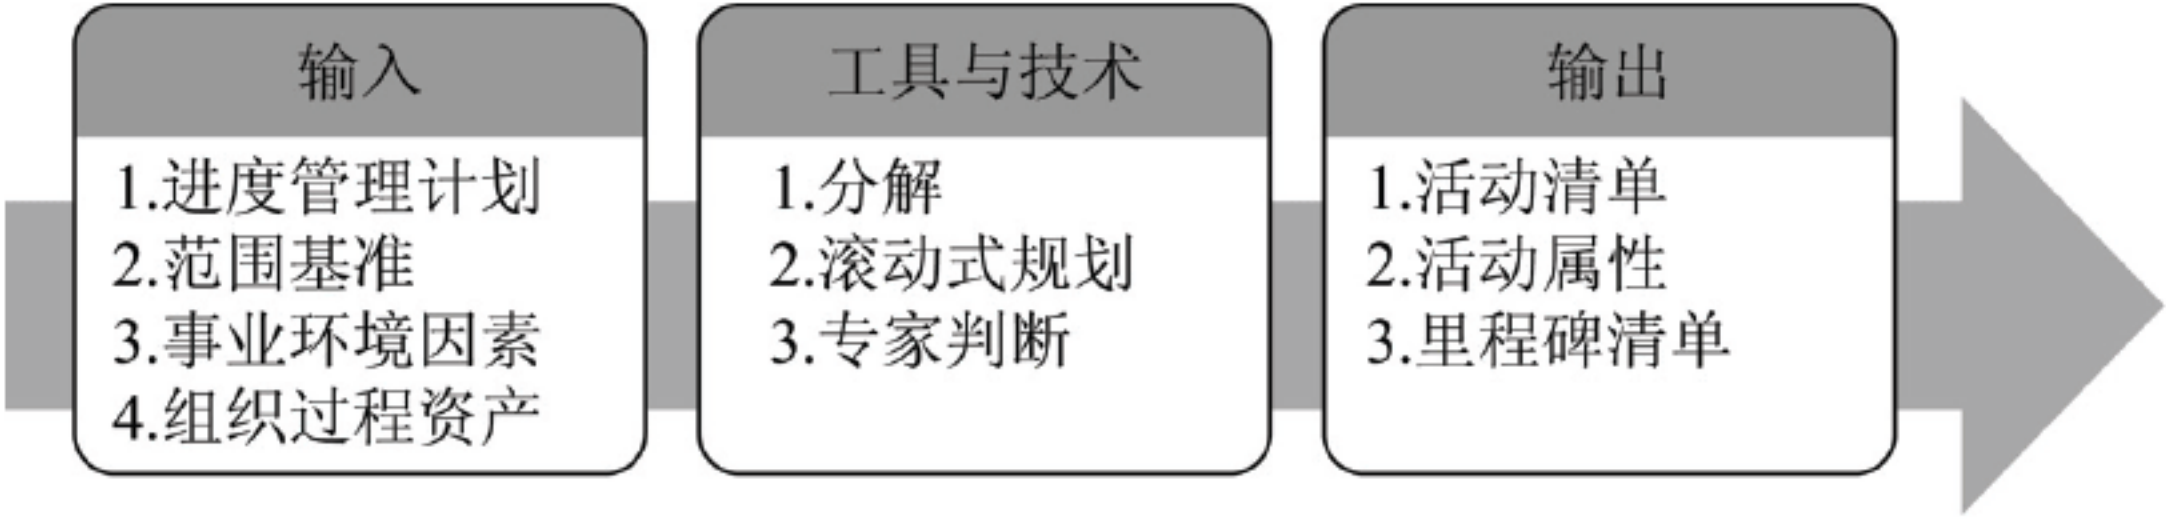 输入
1.进度管理计划
2.范围基准
3.事业环境因素
4.组织过程资产
工具与技术
1.分解
2.滚动式规划
3.专家判断
输出
1.活动清单
2.活动属性
3.里程碑清单